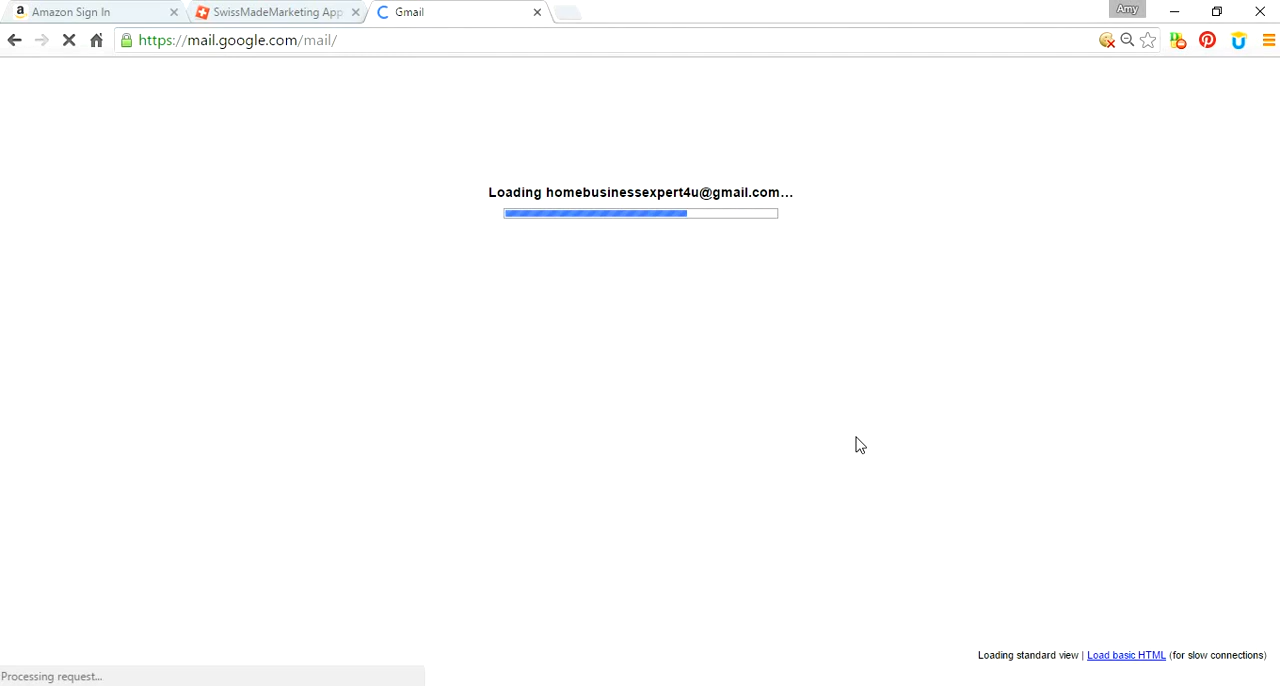 Amazon Sign In
SwissMadeMarketing App
Gmail
Amy
https://mail.google.com/mail/
Loading homebusinessexpert4u@gmail.com...
Loading standard view | Load basic HTML (for slow connections)
Processing request...